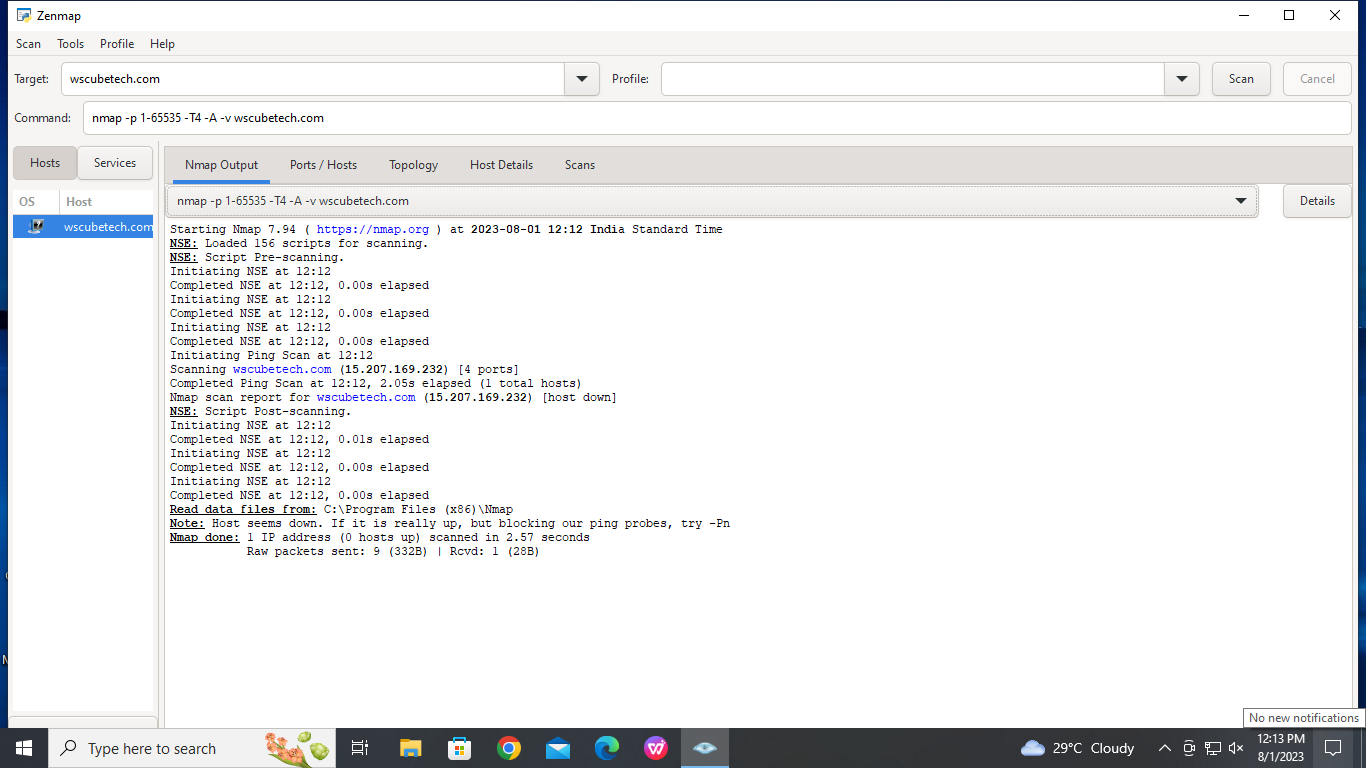 Zenmap
Scan Tools Profile Help
Target: wscubetech.com Profile: Scan Cancel
Command: nmap -p 1-65535 -T4 -A -v wscubetech.com
Hosts Services
Nmap Output Ports / Hosts Topology Host Details Scans
OS Host
nmap -p 1-65535 -T4 -A -v wscubetech.com Details
wscubetech.com
Starting Nmap 7.94 ( https://nmap.org ) at 2023-08-01 12:12 India Standard Time
NSE: Loaded 156 scripts for scanning.
NSE: Script Pre-scanning.
Initiating NSE at 12:12
Completed NSE at 12:12, 0.00s elapsed
Initiating NSE at 12:12
Completed NSE at 12:12, 0.00s elapsed
Initiating NSE at 12:12
Completed NSE at 12:12, 0.00s elapsed
Initiating Ping Scan at 12:12
Scanning wscubetech.com (15.207.169.232) [4 ports]
Completed Ping Scan at 12:12, 2.05s elapsed (1 total hosts)
Nmap scan report for wscubetech.com (15.207.169.232) [host down]
NSE: Script Post-scanning.
Initiating NSE at 12:12
Completed NSE at 12:12, 0.01s elapsed
Initiating NSE at 12:12
Completed NSE at 12:12, 0.00s elapsed
Initiating NSE at 12:12
Completed NSE at 12:12, 0.00s elapsed
Read data files from: C:\Program Files (x86)\Nmap
Note: Host seems down. If it is really up, but blocking our ping probes, try -Pn
Nmap done: 1 IP address (0 hosts up) scanned in 2.57 seconds
Raw packets sent: 9 (332B) | Rcvd: 1 (28B)
No new notifications
Type here to search
29°C Cloudy
12:13 PM
8/1/2023